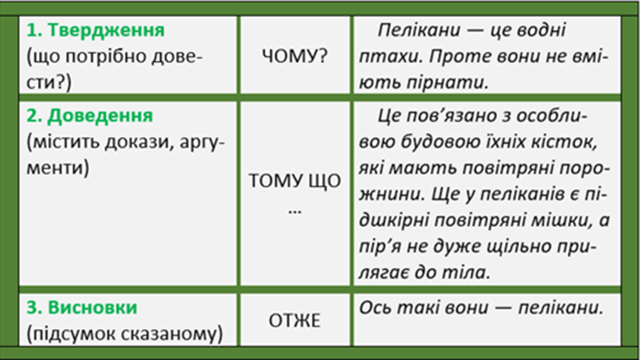 1. Твердження
(що потрібно дове-
сти?)
ЧОМУ?
Пелікани — це водні
птахи. Проте вони не вмі-
ють пірнати.
2. Доведення
(містить докази, аргу-
менти)
ТОМУ ЩО
...
Це пов’язано з особли-
вою будовою їхніх кісток,
які мають повітряні поро-
жнини. Ще у пеліканів є пі-
дшкірні повітряні мішки, а
пір’я не дуже щільно при-
лягає до тіла.
3. Висновки
(підсумок сказаному)
ОТЖЕ
Ось такі вони — пелікани.